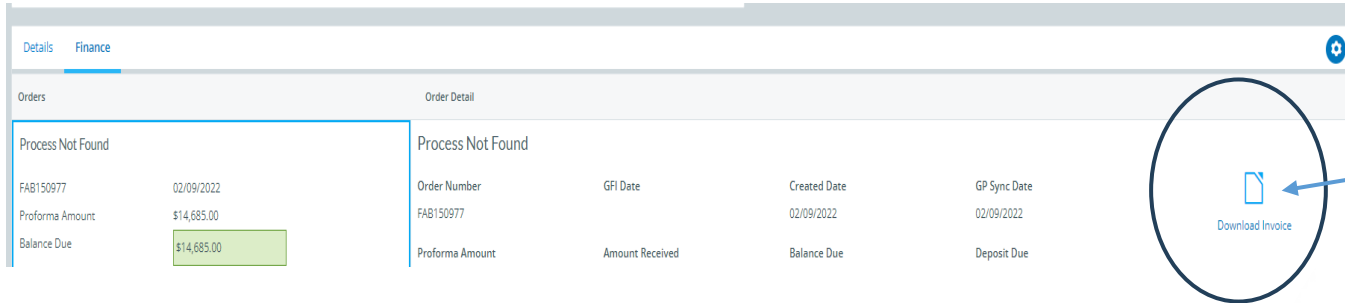 Details Finance
Orders Order Detail
Process Not Found Process Not Found
FAB150977 02/09/2022
Proforma Amount $14,685.00
Balance Due $14,685.00
Order Number GFI Date Created Date GP Sync Date
FAB150977 02/09/2022 02/09/2022
Proforma Amount Amount Received Balance Due Deposit Due
Download Invoice